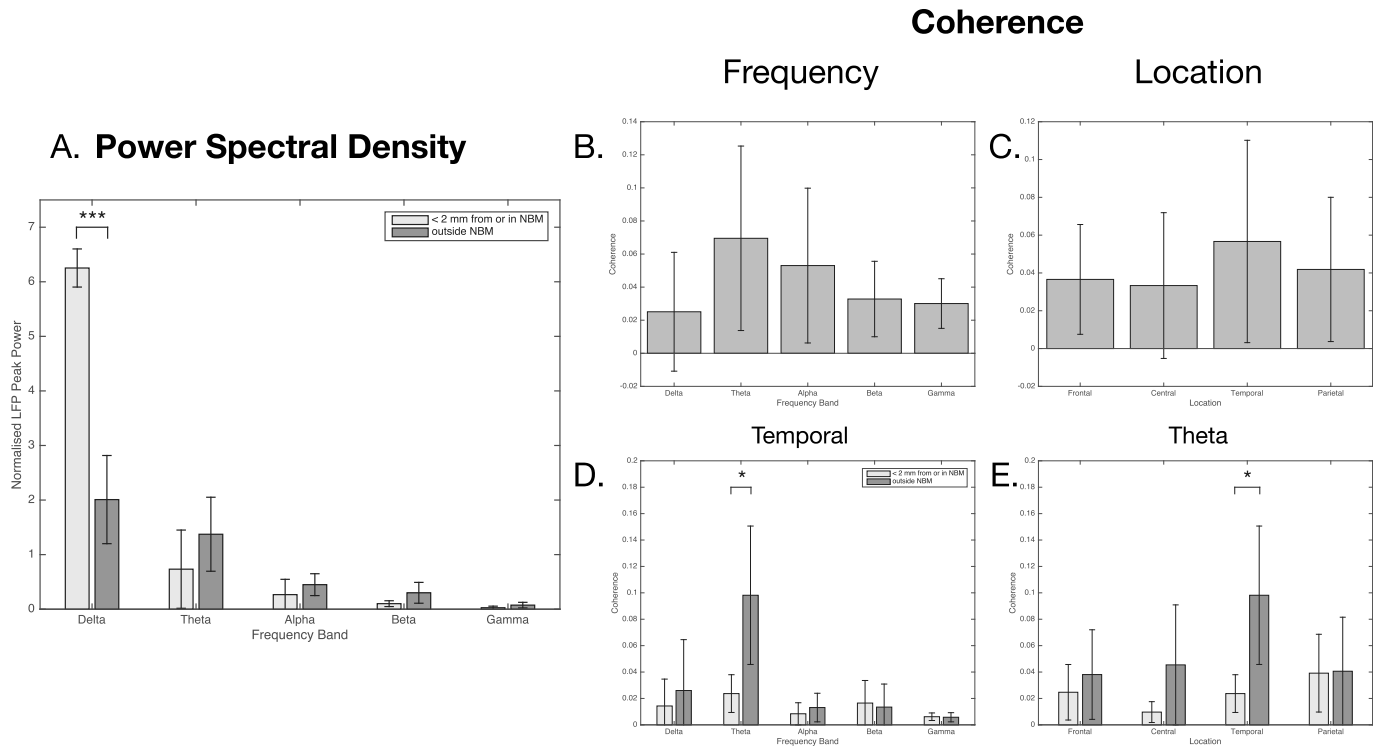 Coherence
Frequency
Location
A. Power Spectral Density
***
< 2 mm from or in NBM
outside NBM
7
6
5
4
3
2
1
0
Normalised LFP Peak Power
Delta Theta Alpha Beta Gamma
Frequency Band
B.
0.14
0.12
0.1
0.08
0.06
0.04
0.02
0
-0.02
Coherence
Delta Theta Alpha Beta Gamma
Frequency Band
C.
0.12
0.1
0.08
0.06
0.04
0.02
0
-0.02
Coherence
Frontal Central Temporal Parietal
Location
Temporal
D.
*
< 2 mm from or in NBM
outside NBM
0.2
0.18
0.16
0.14
0.12
0.1
0.08
0.06
0.04
0.02
0
Coherence
Delta Theta Alpha Beta Gamma
Frequency Band
Theta
E.
*
0.2
0.18
0.16
0.14
0.12
0.1
0.08
0.06
0.04
0.02
0
Coherence
Frontal Central Temporal Parietal
Location